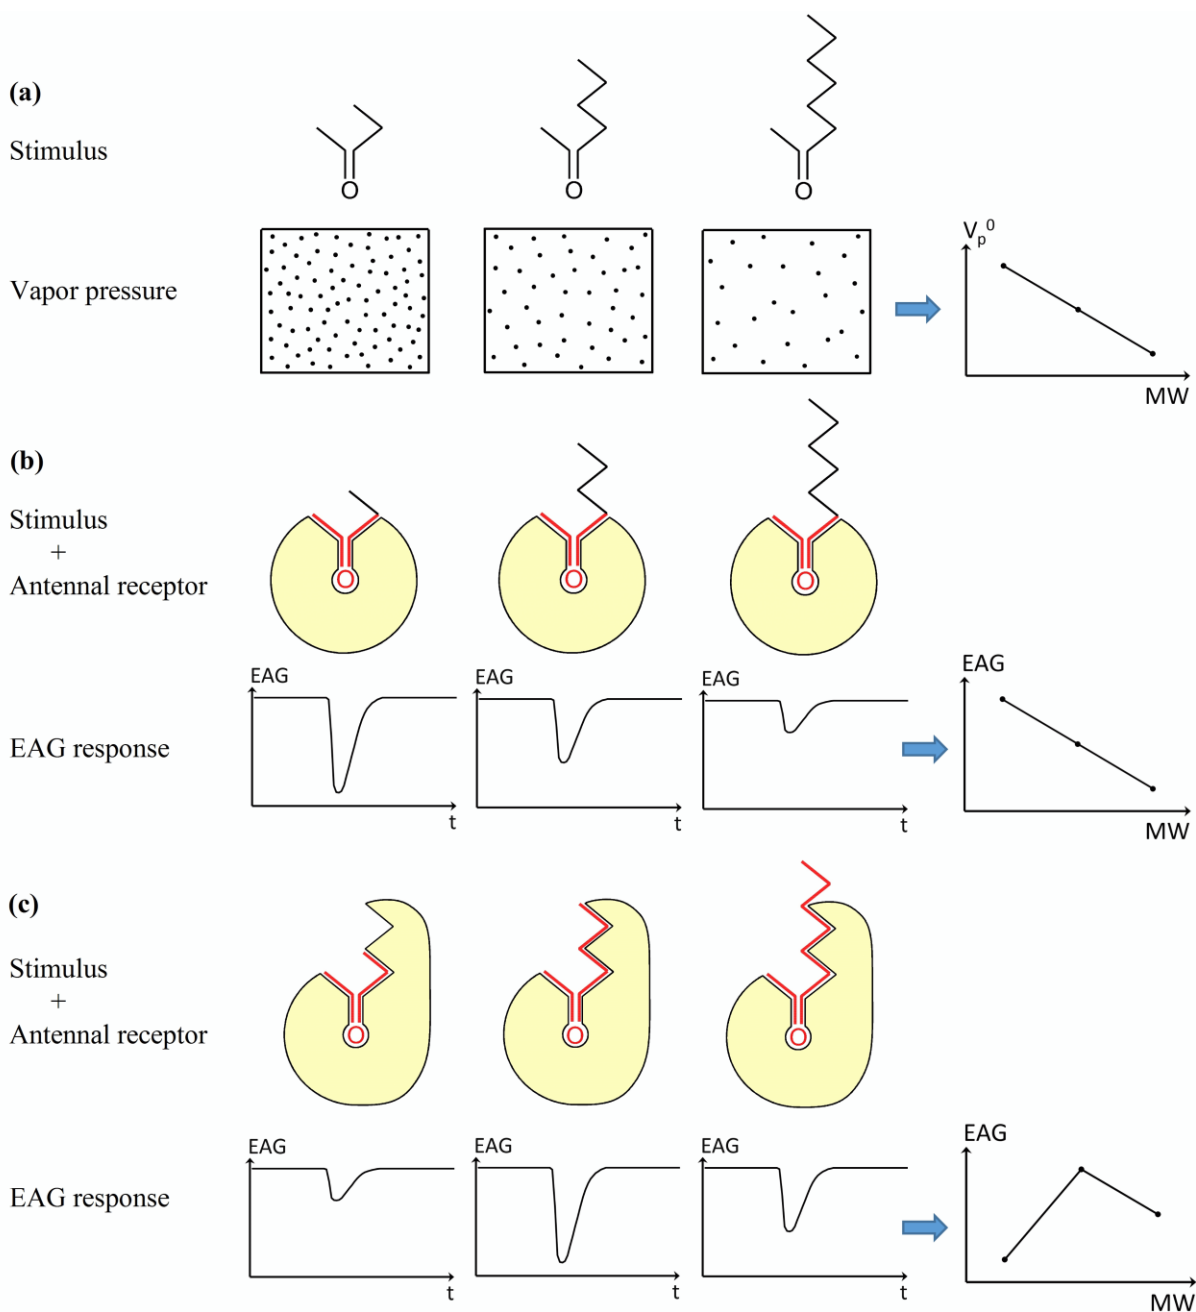 (a)
Stimulus
O
O
O
Vapor pressure
Vₚ⁰
MW
(b)
Stimulus
+
Antennal receptor
O
O
O
EAG response
EAG
t
EAG
t
EAG
t
EAG
MW
(c)
Stimulus
+
Antennal receptor
O
O
O
EAG response
EAG
t
EAG
t
EAG
t
EAG
MW